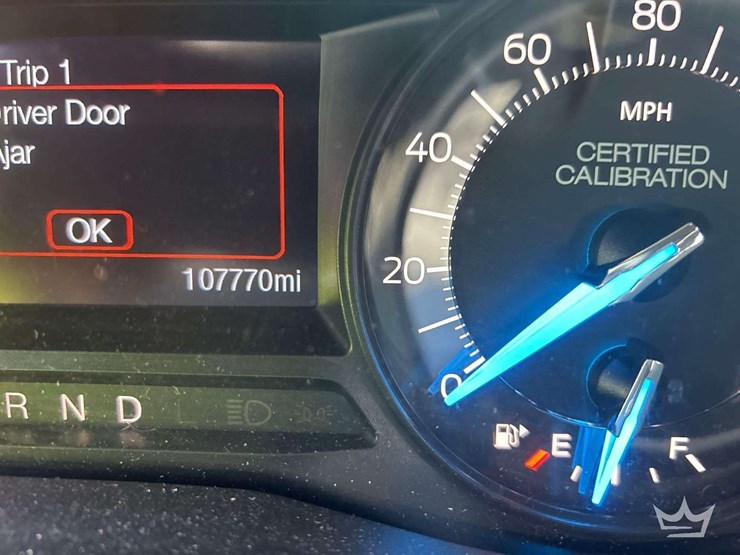 Trip 1
river Door
jar
OK
107770mi
R N D L
0
20
40
60
80
MPH
CERTIFIED
CALIBRATION
E F